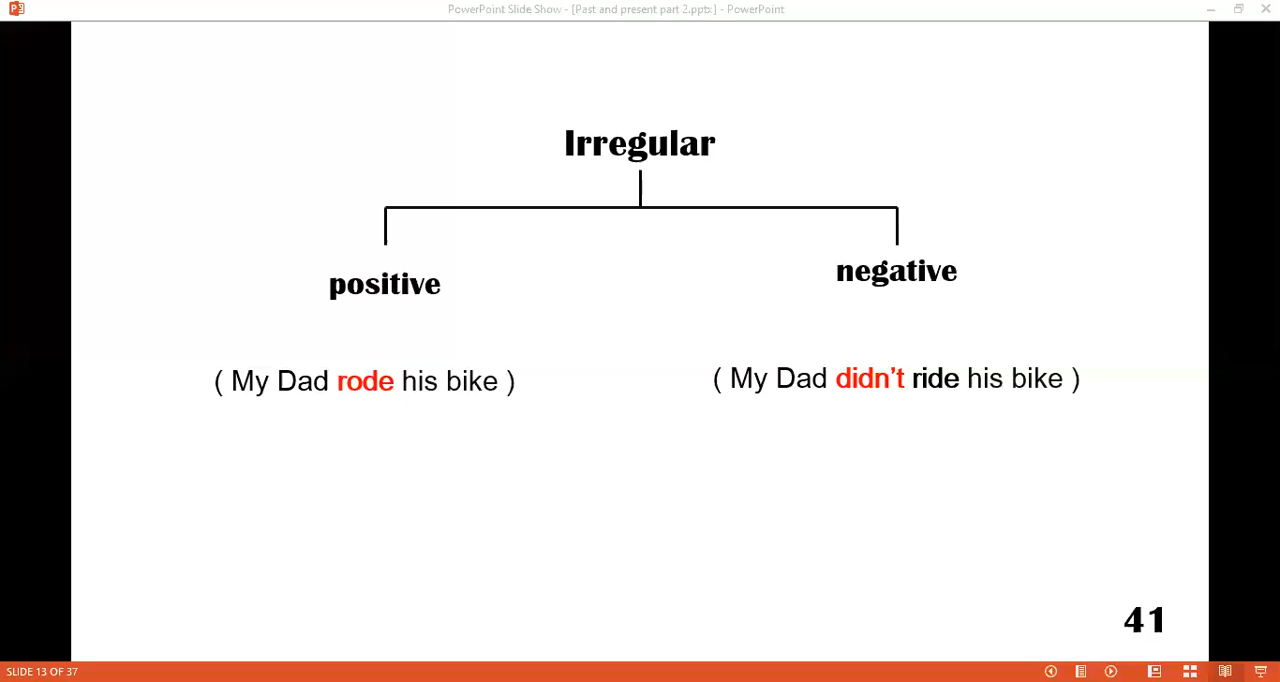 PowerPoint Slide Show - [Past and present part 2.pptx] - PowerPoint
Irregular
positive
negative
( My Dad rode his bike )
( My Dad didn’t ride his bike )
41
SLIDE 13 OF 37